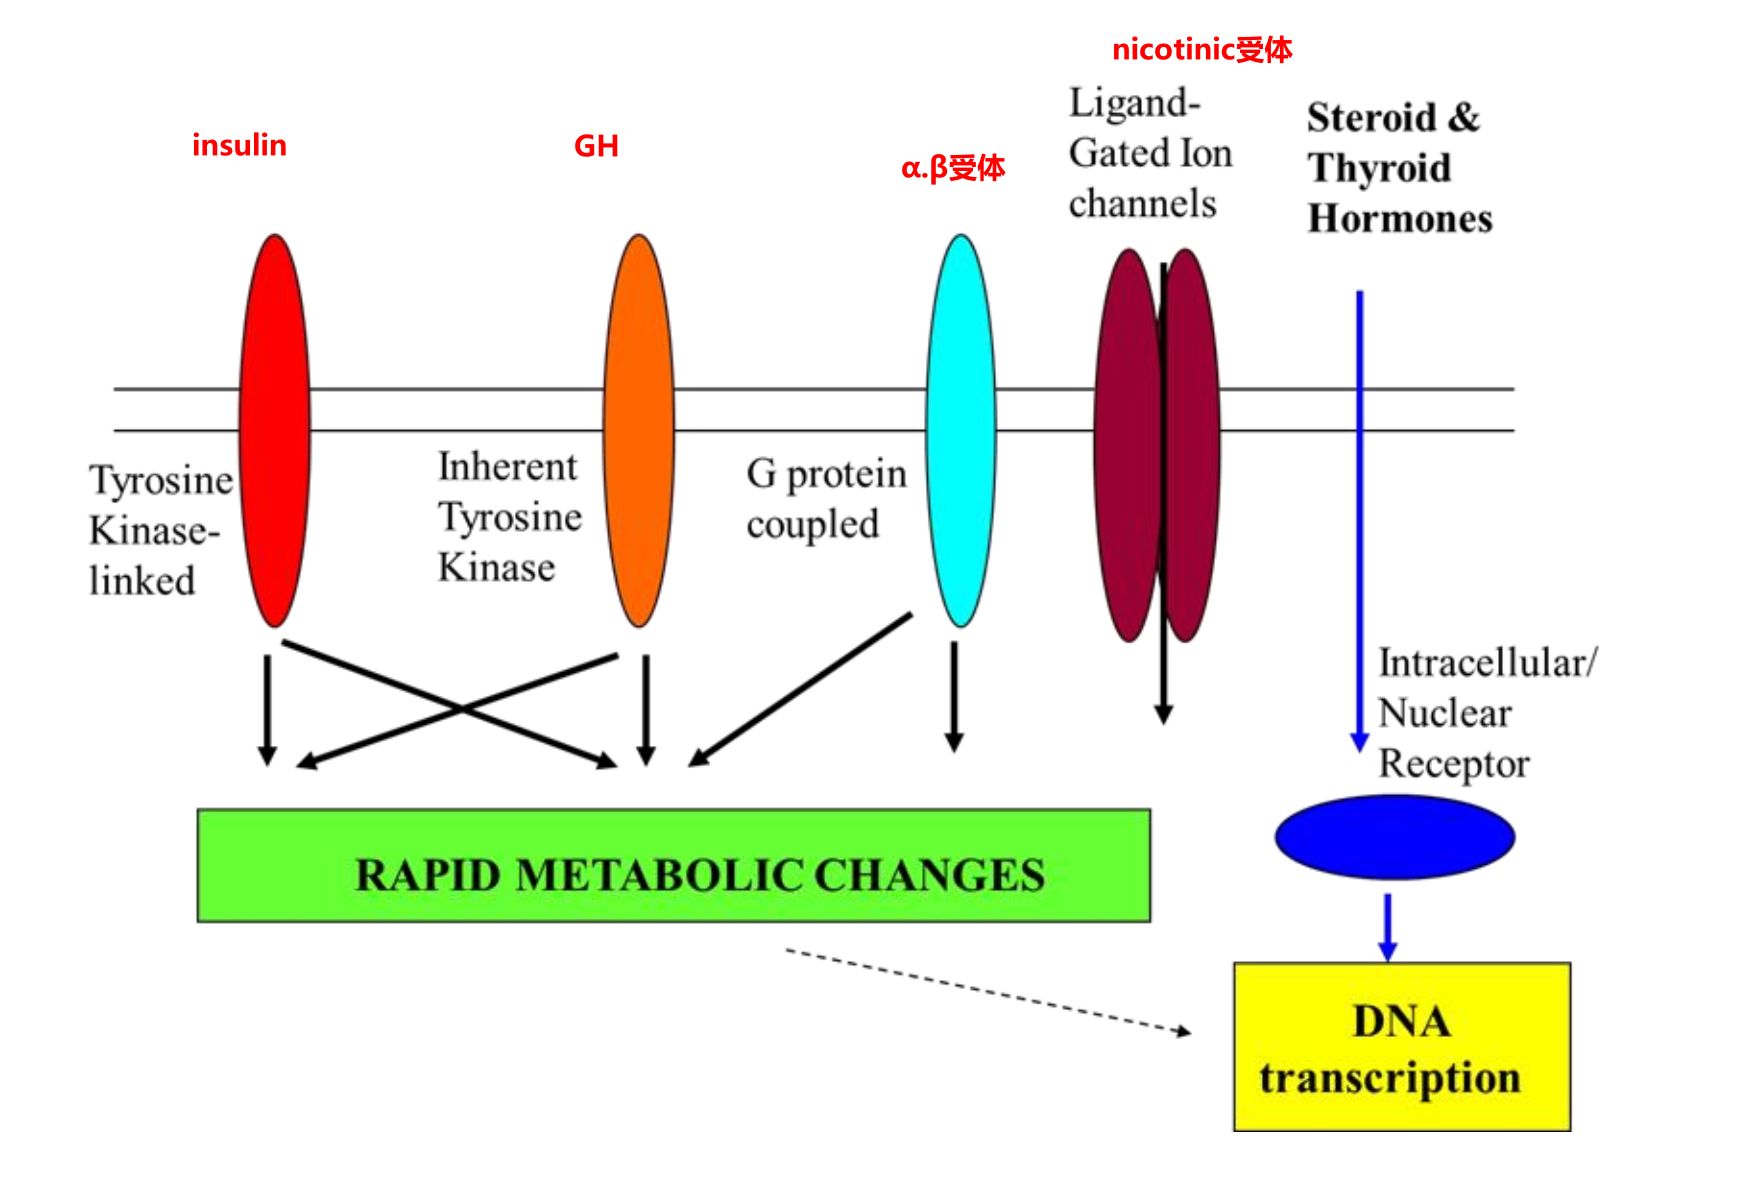 nicotinic受体
Ligand-
Gated Ion
channels
Steroid &
Thyroid
Hormones
insulin
GH
α.β受体
Tyrosine
Kinase-
linked
Inherent
Tyrosine
Kinase
G protein
coupled
Intracellular/
Nuclear
Receptor
RAPID METABOLIC CHANGES
DNA
transcription